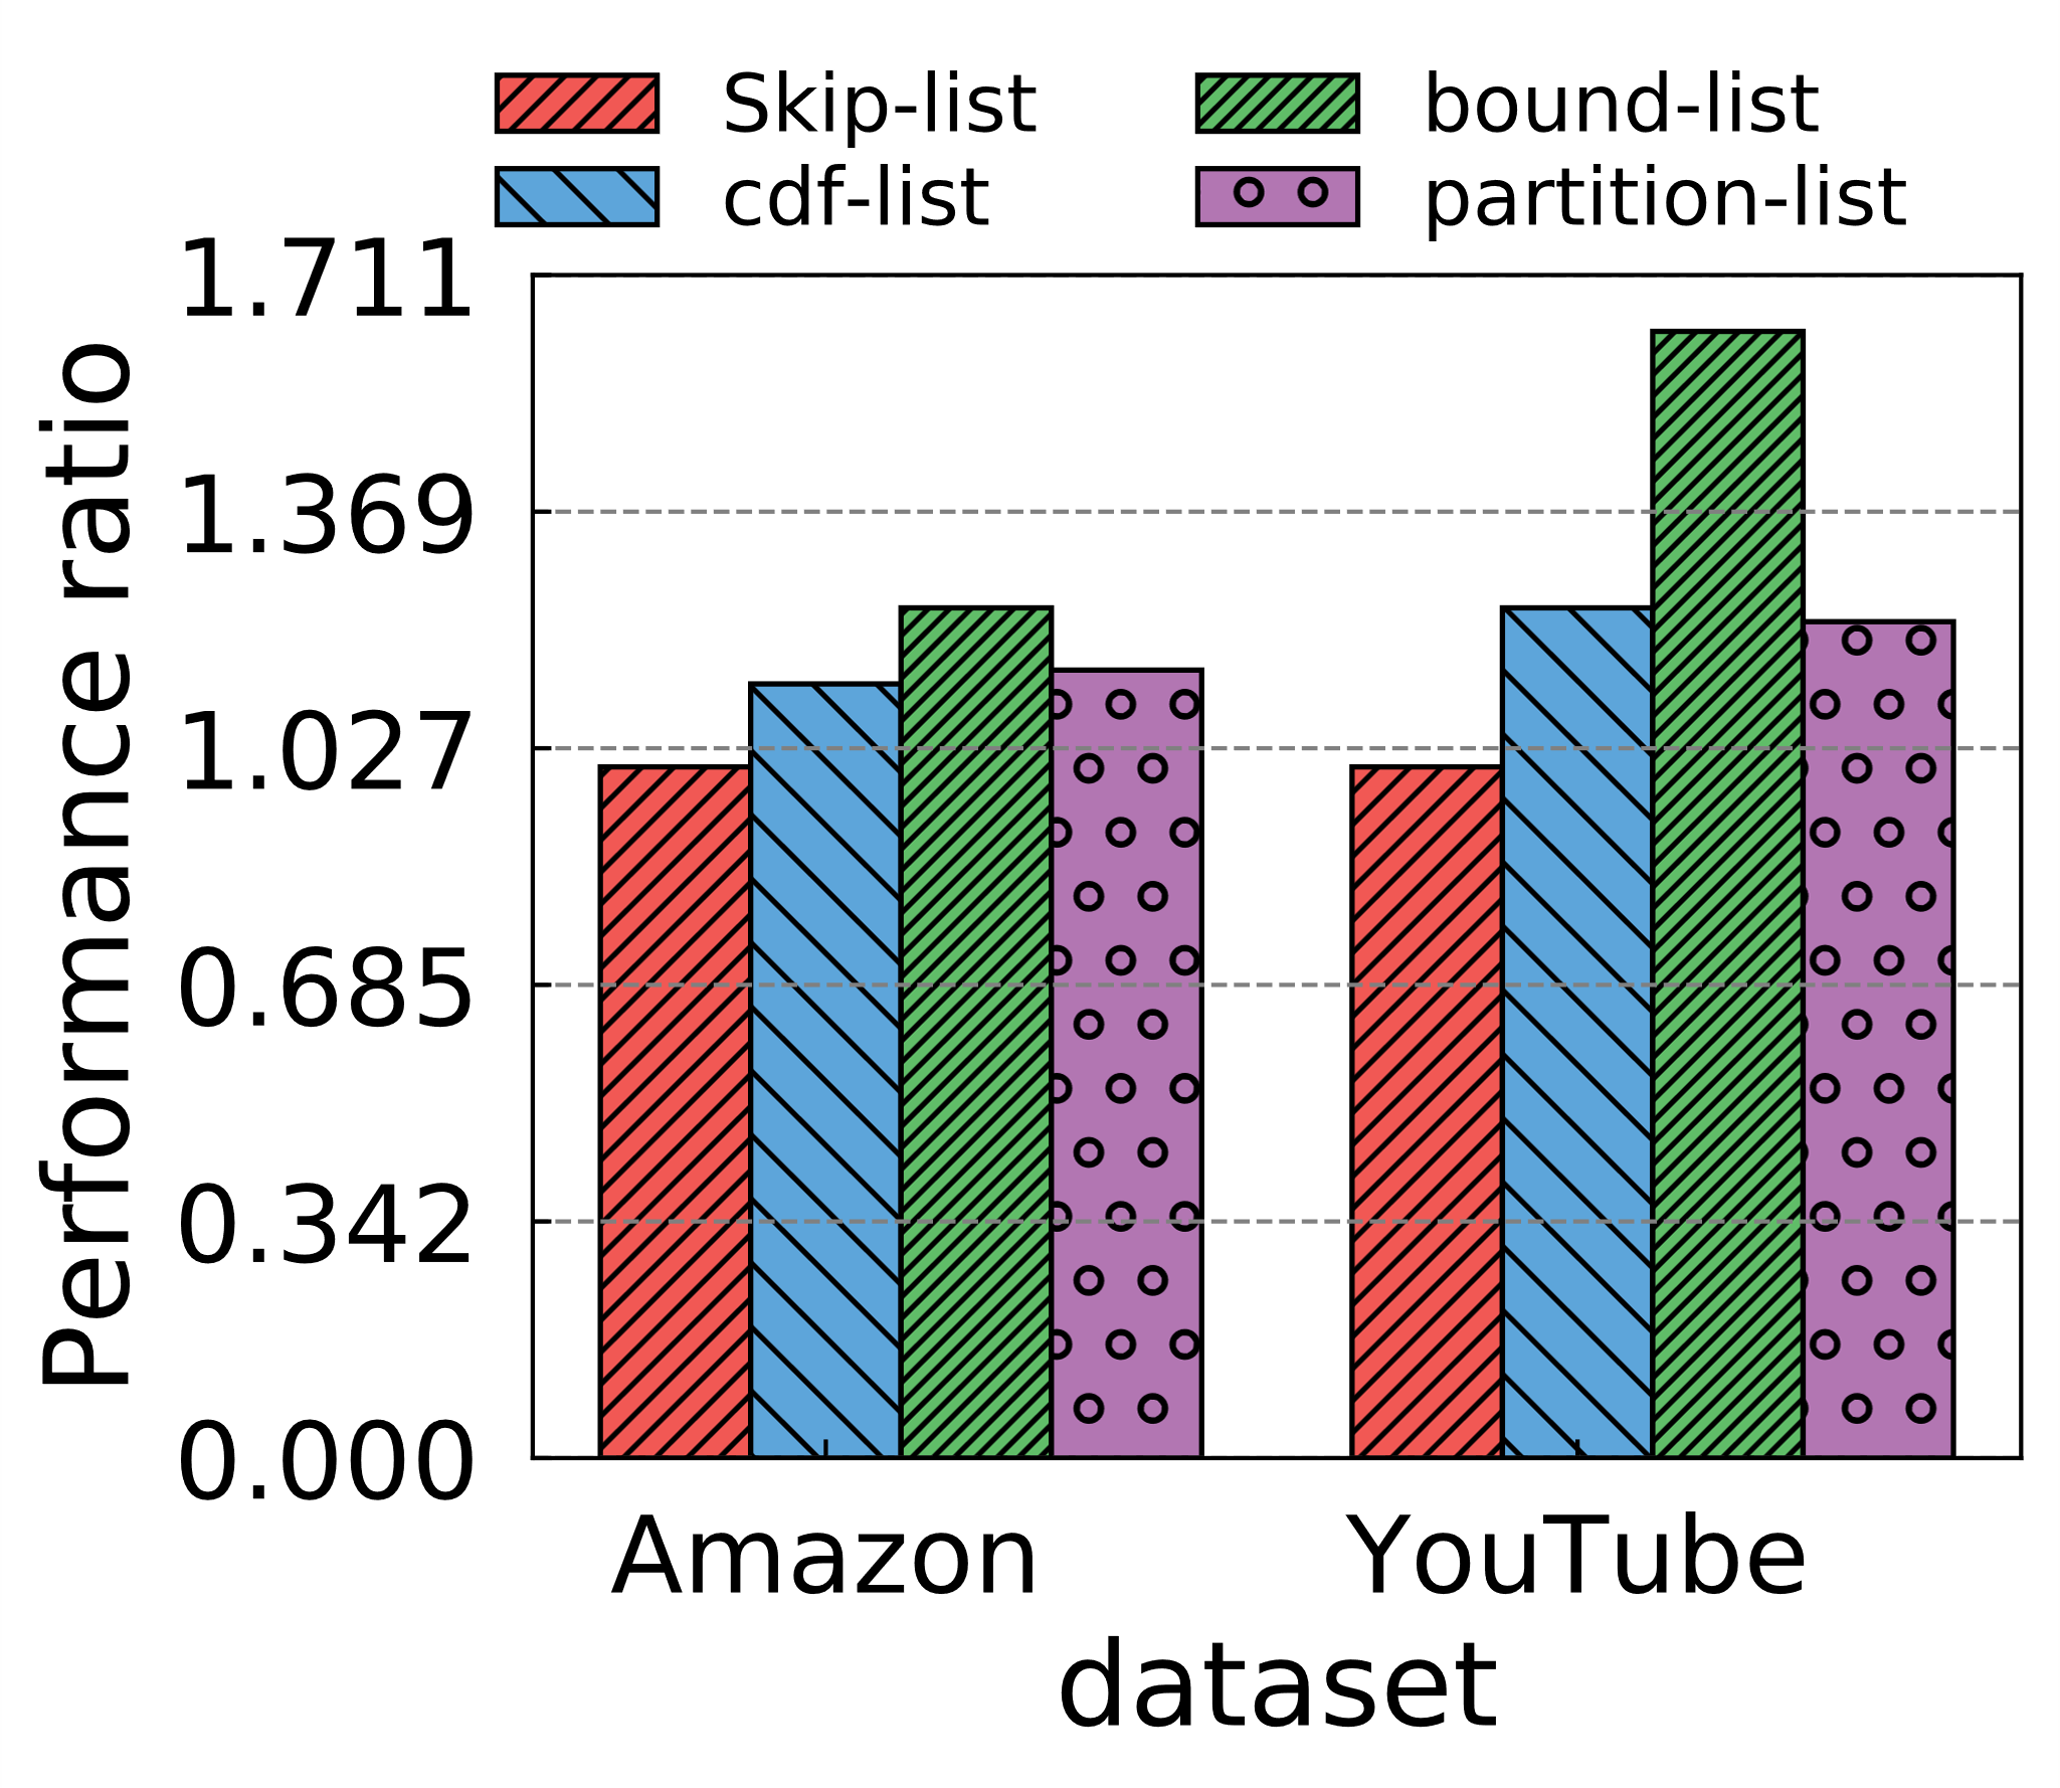 Skip-list
bound-list
cdf-list
partition-list
1.711
1.369
1.027
0.685
0.342
0.000
Performance ratio
Amazon
YouTube
dataset